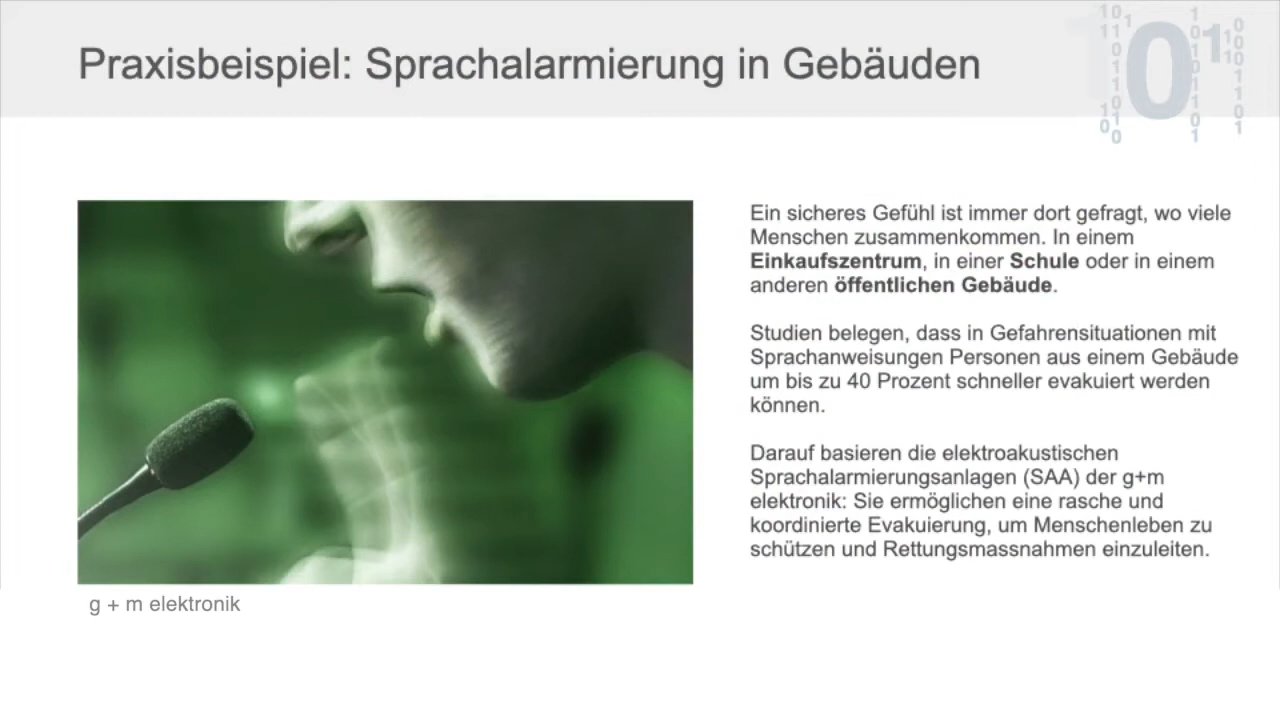 Praxisbeispiel: Sprachalarmierung in Gebäuden
Ein sicheres Gefühl ist immer dort gefragt, wo viele
Menschen zusammenkommen. In einem
Einkaufszentrum, in einer Schule oder in einem
anderen öffentlichen Gebäude.
Studien belegen, dass in Gefahrensituationen mit
Sprachanweisungen Personen aus einem Gebäude
um bis zu 40 Prozent schneller evakuiert werden
können.
Darauf basieren die elektroakustischen
Sprachalarmierungsanlagen (SAA) der g+m
elektronik: Sie ermöglichen eine rasche und
koordinierte Evakuierung, um Menschenleben zu
schützen und Rettungsmassnahmen einzuleiten.
g + m elektronik